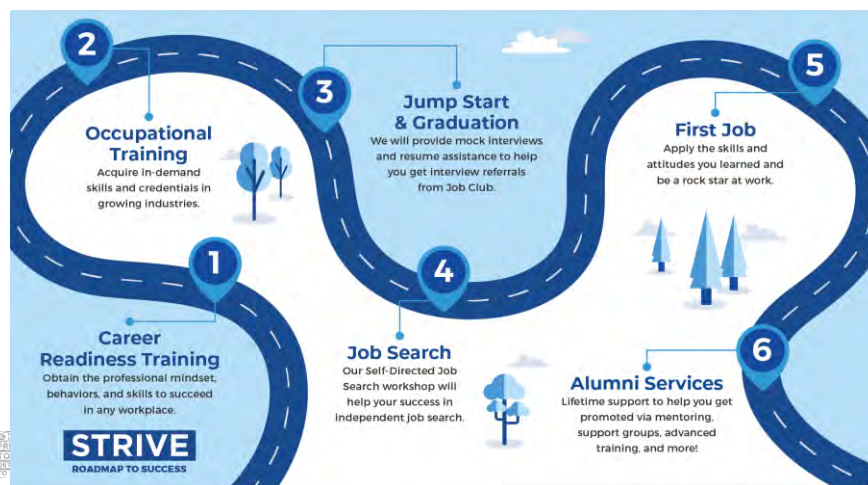 1
Career
Readiness Training
Obtain the professional mindset,
behaviors, and skills to succeed
in any workplace.
2
Occupational
Training
Acquire in-demand
skills and credentials in
growing industries.
3
Jump Start
& Graduation
We will provide mock interviews
and resume assistance to help
you get interview referrals
from Job Club.
4
Job Search
Our Self-Directed Job
Search workshop will
help your success in
independent job search.
5
First Job
Apply the skills and
attitudes you learned and
be a rock star at work.
6
Alumni Services
Lifetime support to help you get
promoted via mentoring,
support groups, advanced
training, and more!
STRIVE
ROADMAP TO SUCCESS